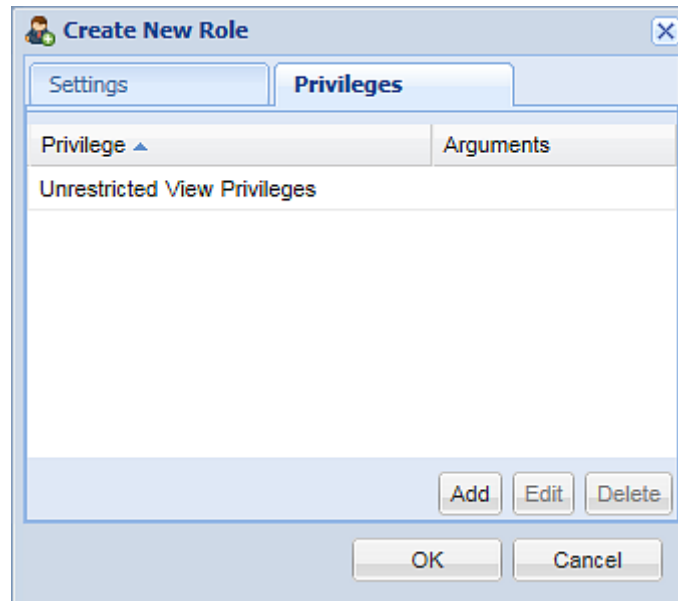 Create New Role
Settings Privileges
Privilege Arguments
Unrestricted View Privileges
Add Edit Delete
OK Cancel